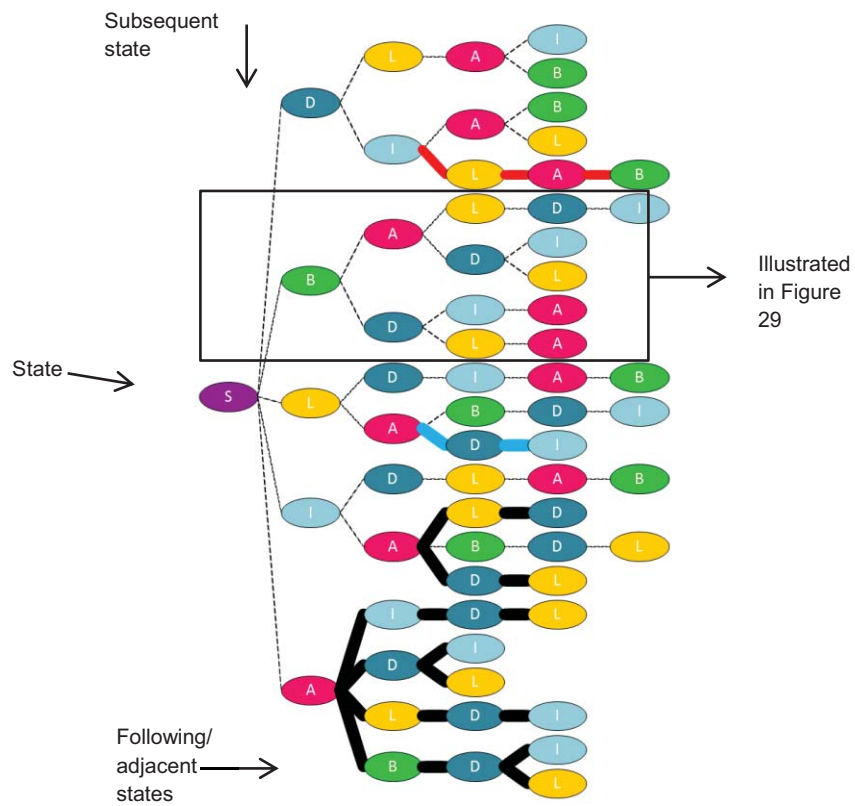 Subsequent
state
I
L A
B
D B
A
L
I
L A B
L D I
A
I
D
L
B
Illustrated
in Figure
29
I A
D
L A
State
D I A B
S
L
B D I
A
D I
D L A B
I L D
A B D L
D L
I D L
I
D
L
A
L D I
I
B D
L
Following/
adjacent
states